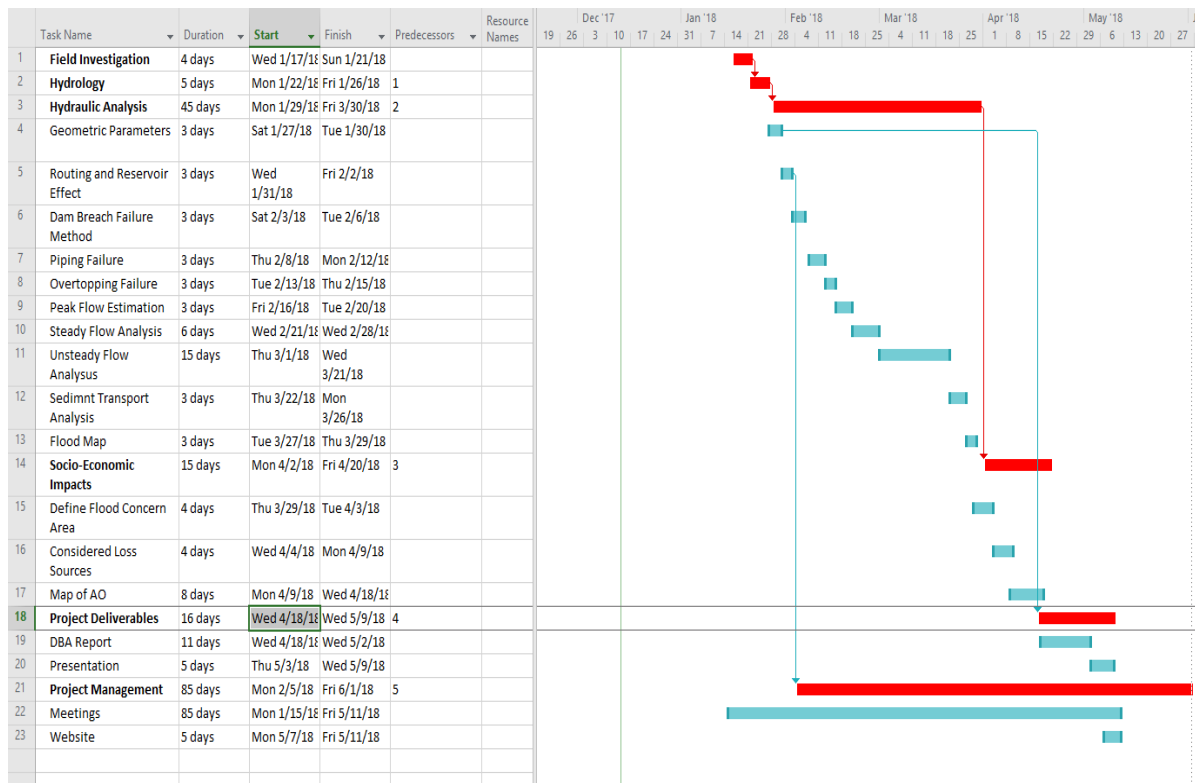 Dec '17 Jan '18 Feb '18 Mar '18 Apr '18 May '18
Resource
Task Name Duration Start Finish Predecessors Names 19 26 3 10 17 24 31 7 14 21 28 4 11 18 25 4 11 18 25 1 8 15 22 29 6 13 20 27
1 Field Investigation 4 days Wed 1/17/18 Sun 1/21/18
2 Hydrology 5 days Mon 1/22/18 Fri 1/26/18 1
3 Hydraulic Analysis 45 days Mon 1/29/18 Fri 3/30/18 2
4 Geometric Parameters 3 days Sat 1/27/18 Tue 1/30/18
5 Routing and Reservoir 3 days Wed Fri 2/2/18
Effect 1/31/18
6 Dam Breach Failure 3 days Sat 2/3/18 Tue 2/6/18
Method
7 Piping Failure 3 days Thu 2/8/18 Mon 2/12/18
8 Overtopping Failure 3 days Tue 2/13/18 Thu 2/15/18
9 Peak Flow Estimation 3 days Fri 2/16/18 Tue 2/20/18
10 Steady Flow Analysis 6 days Wed 2/21/18 Wed 2/28/18
11 Unsteady Flow 15 days Thu 3/1/18 Wed
Analysus 3/21/18
12 Sedimnt Transport 3 days Thu 3/22/18 Mon
Analysis 3/26/18
13 Flood Map 3 days Tue 3/27/18 Thu 3/29/18
14 Socio-Economic 15 days Mon 4/2/18 Fri 4/20/18 3
Impacts
15 Define Flood Concern 4 days Thu 3/29/18 Tue 4/3/18
Area
16 Considered Loss 4 days Wed 4/4/18 Mon 4/9/18
Sources
17 Map of AO 8 days Mon 4/9/18 Wed 4/18/18
18 Project Deliverables 16 days Wed 4/18/18 Wed 5/9/18 4
19 DBA Report 11 days Wed 4/18/18 Wed 5/2/18
20 Presentation 5 days Thu 5/3/18 Wed 5/9/18
21 Project Management 85 days Mon 2/5/18 Fri 6/1/18 5
22 Meetings 85 days Mon 1/15/18 Fri 5/11/18
23 Website 5 days Mon 5/7/18 Fri 5/11/18